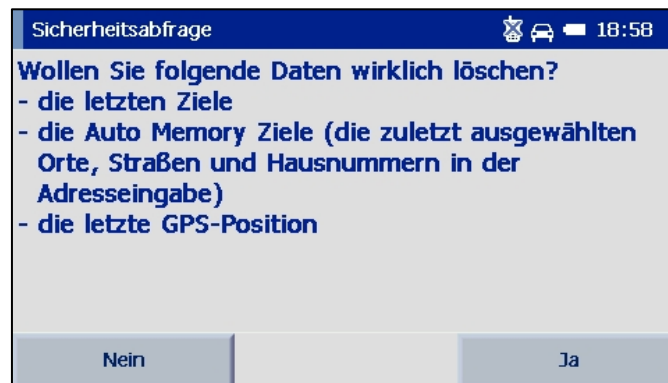 Sicherheitsabfrage 18:58
Wollen Sie folgende Daten wirklich löschen?
- die letzten Ziele
- die Auto Memory Ziele (die zuletzt ausgewählten
Orte, Straßen und Hausnummern in der
Adresseingabe)
- die letzte GPS-Position
Nein Ja